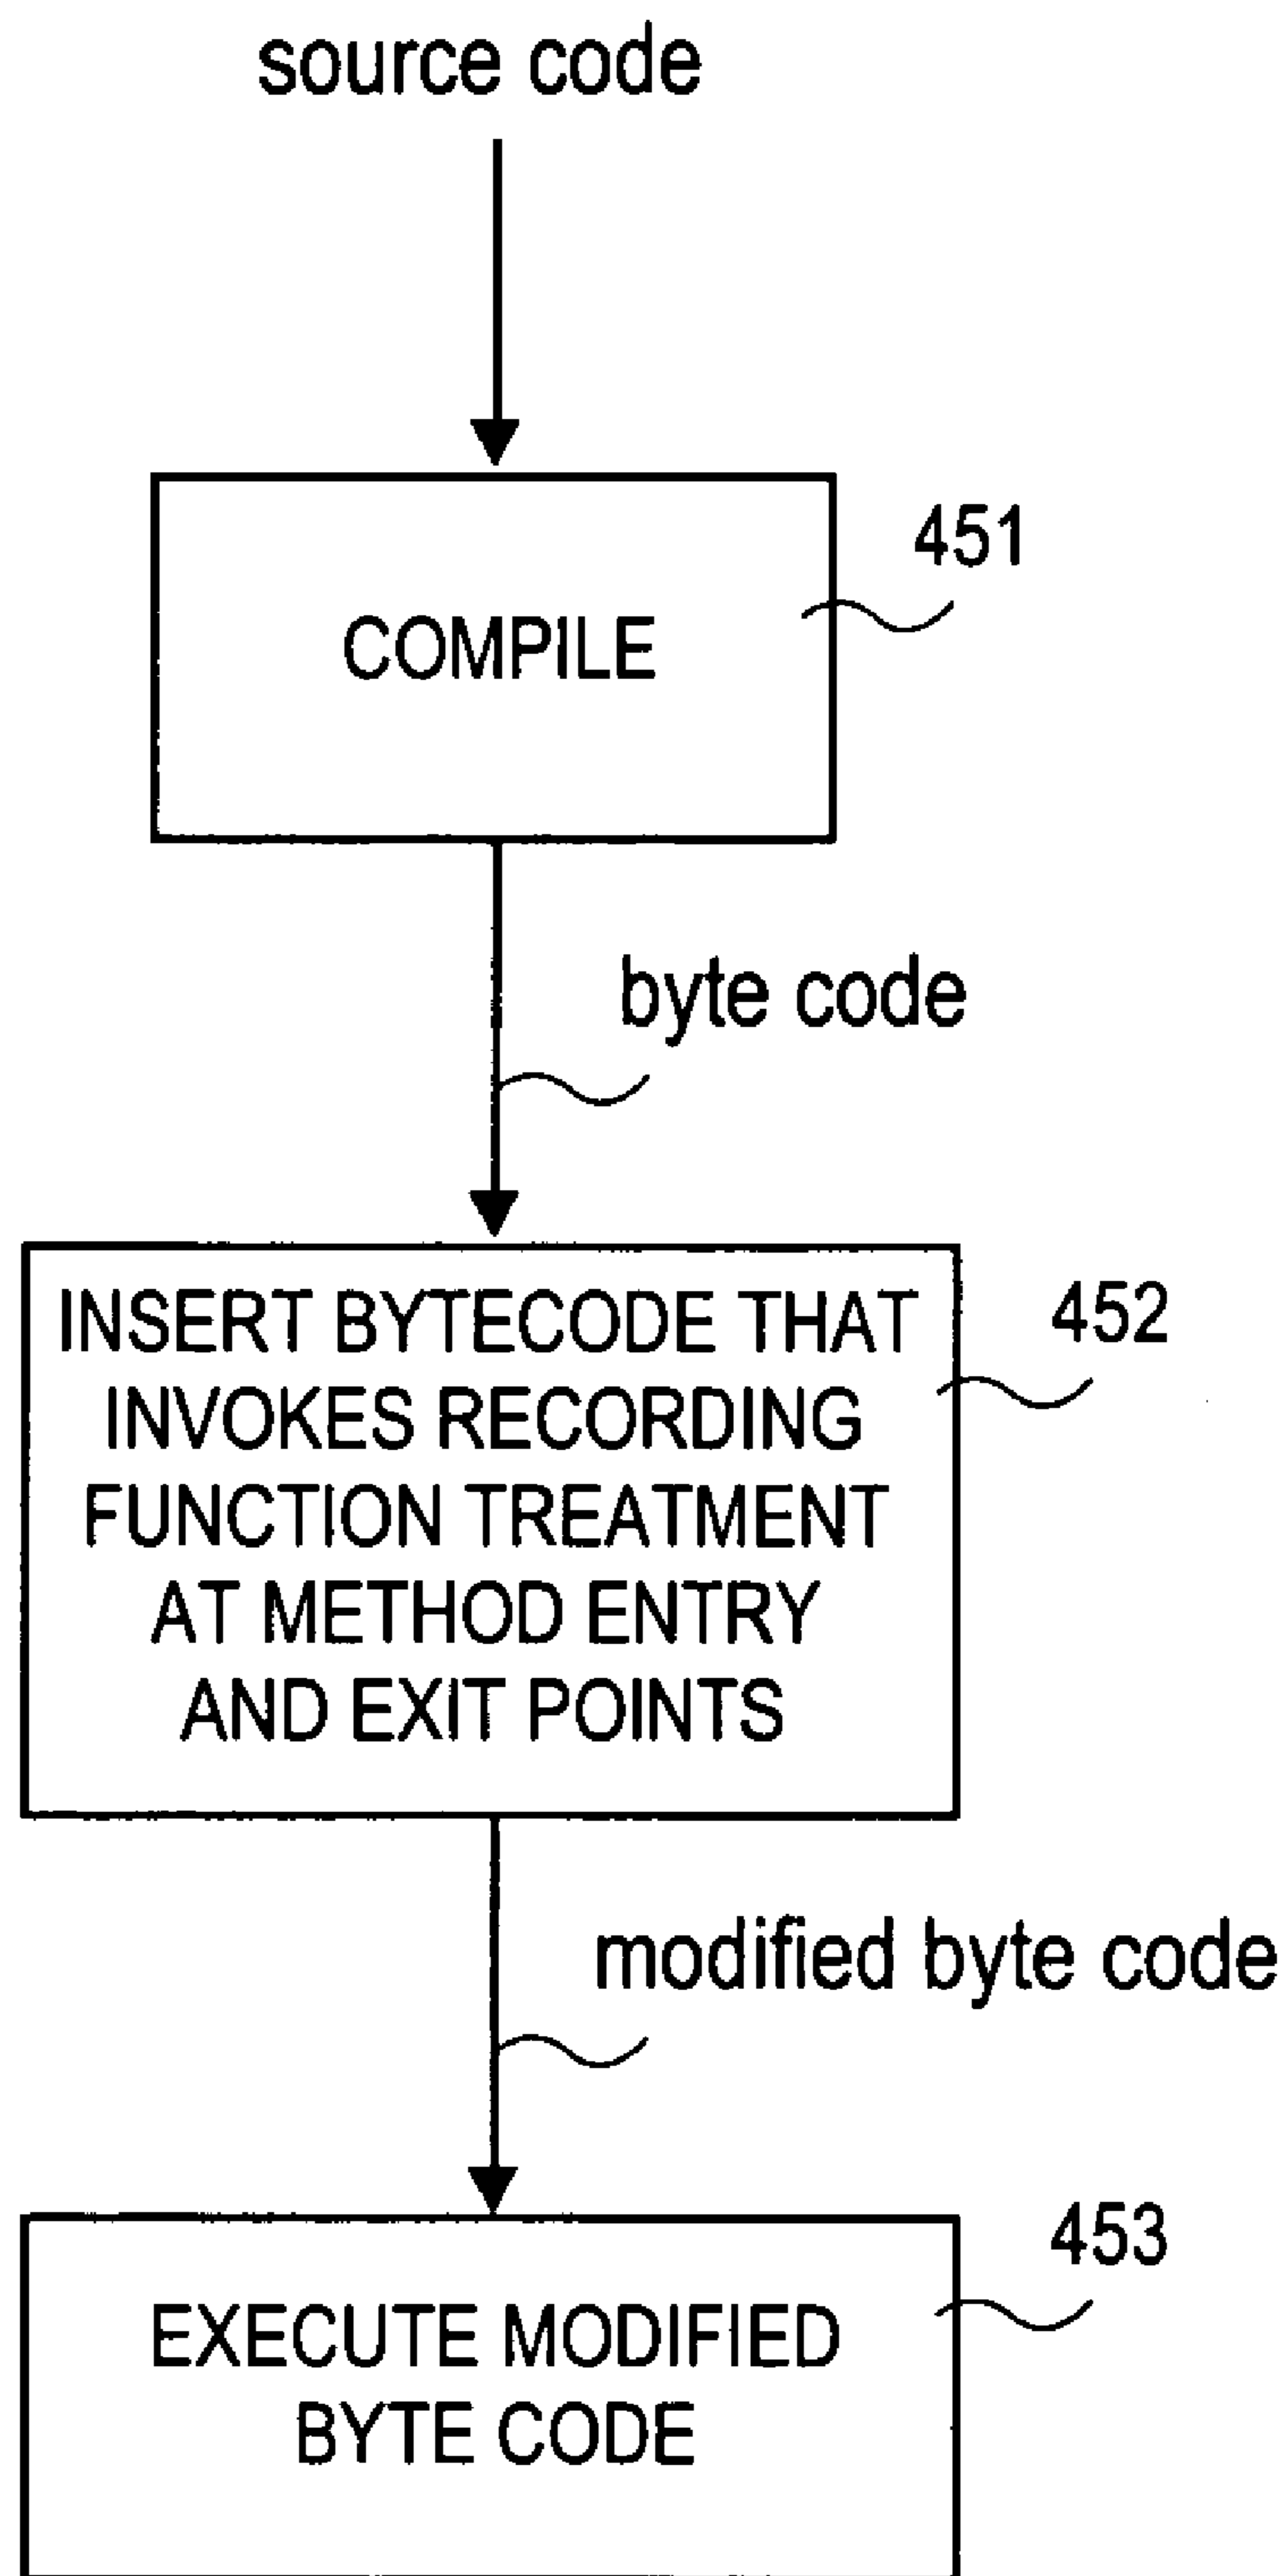 source code
451
COMPILE
byte code
452
INSERT BYTECODE THAT
INVOKES RECORDING
FUNCTION TREATMENT
AT METHOD ENTRY
AND EXIT POINTS
modified byte code
453
EXECUTE MODIFIED
BYTE CODE